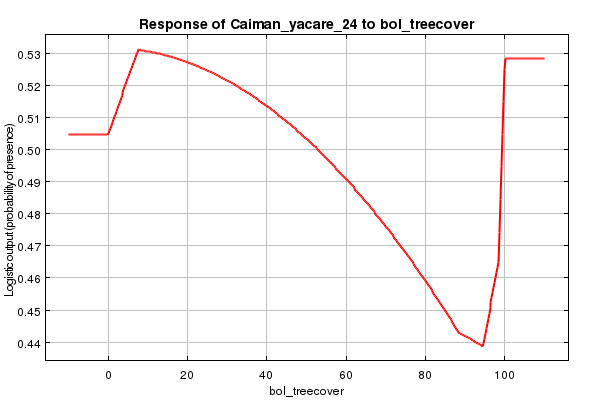 Response of Caiman_yacare_24 to bol_treecover
Logistic output (probability of presence)
0.53
0.52
0.51
0.50
0.49
0.48
0.47
0.46
0.45
0.44
0 20 40 60 80 100
bol_treecover